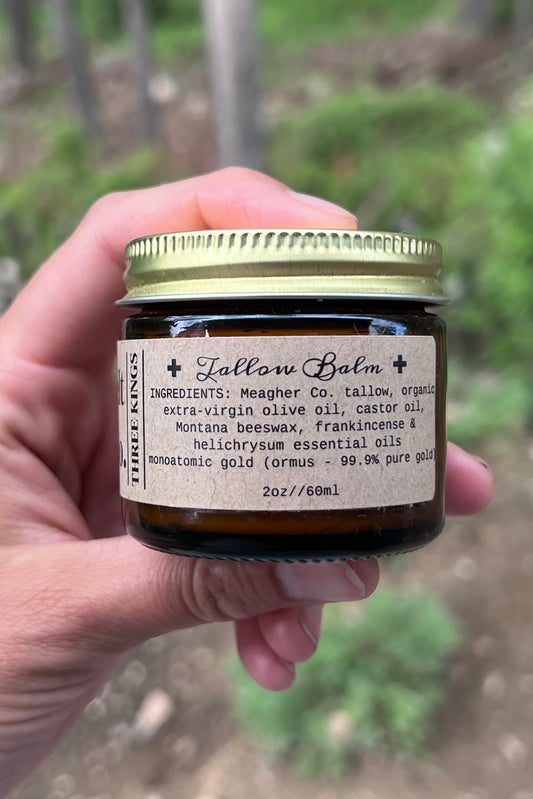 THREE KINGS
Tallow Balm
INGREDIENTS: Meagher Co. tallow, organic
extra-virgin olive oil, castor oil,
Montana beeswax, frankincense &
helichrysum essential oils
monoatomic gold (ormus - 99.9% pure gold)
2oz//60ml